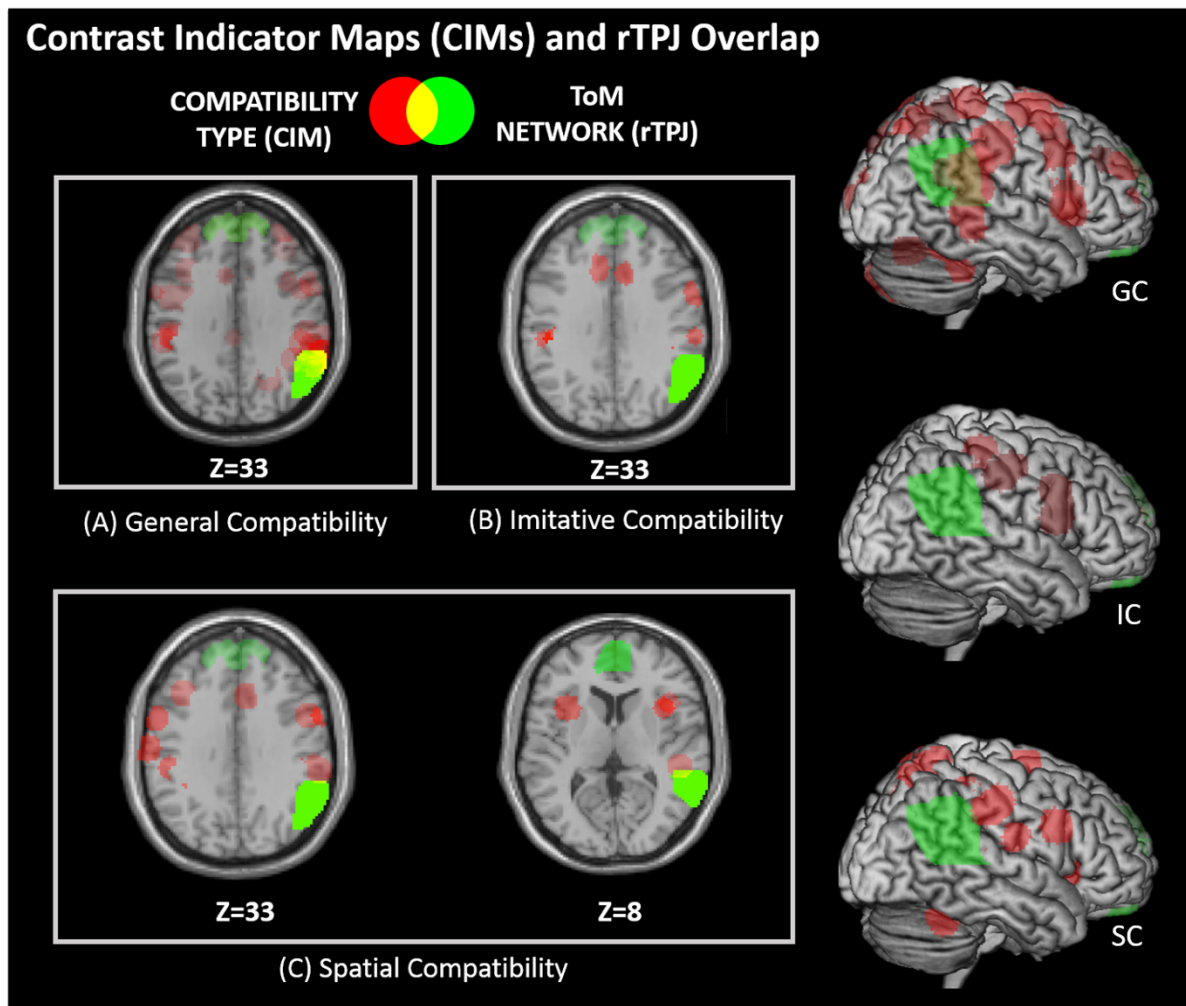 Contrast Indicator Maps (CIMs) and rTPJ Overlap
COMPATIBILITY
TYPE (CIM)
ToM
NETWORK (rTPJ)
Z=33
(A) General Compatibility
Z=33
(B) Imitative Compatibility
Z=33
Z=8
(C) Spatial Compatibility
GC
IC
SC